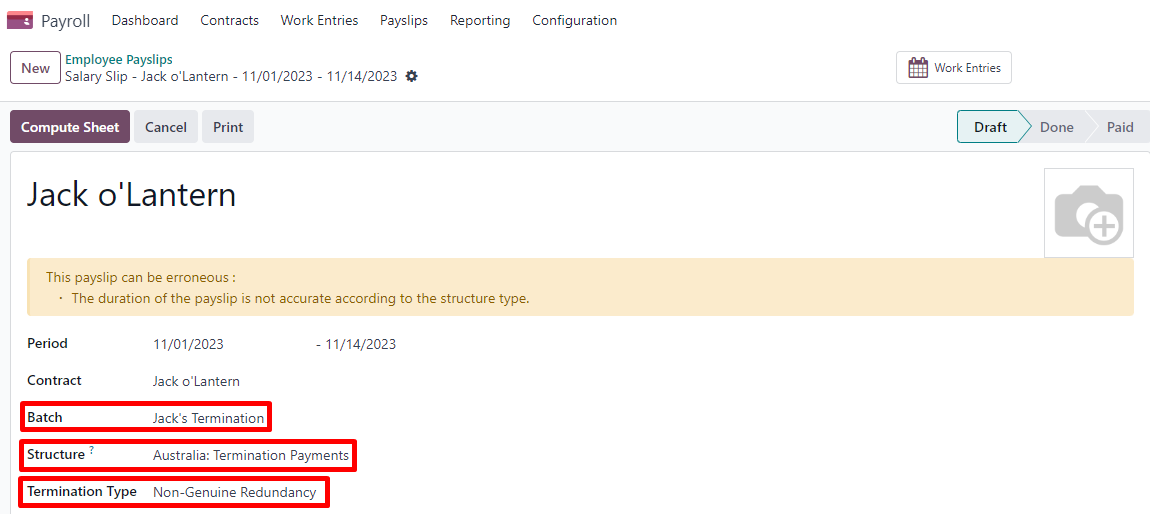 Payroll Dashboard Contracts Work Entries Payslips Reporting Configuration
New Employee Payslips
Salary Slip - Jack o'Lantern - 11/01/2023 - 11/14/2023
Work Entries
Compute Sheet Cancel Print Draft Done Paid
Jack o'Lantern
This payslip can be erroneous :
· The duration of the payslip is not accurate according to the structure type.
Period 11/01/2023 - 11/14/2023
Contract Jack o'Lantern
Batch Jack's Termination
Structure ? Australia: Termination Payments
Termination Type Non-Genuine Redundancy